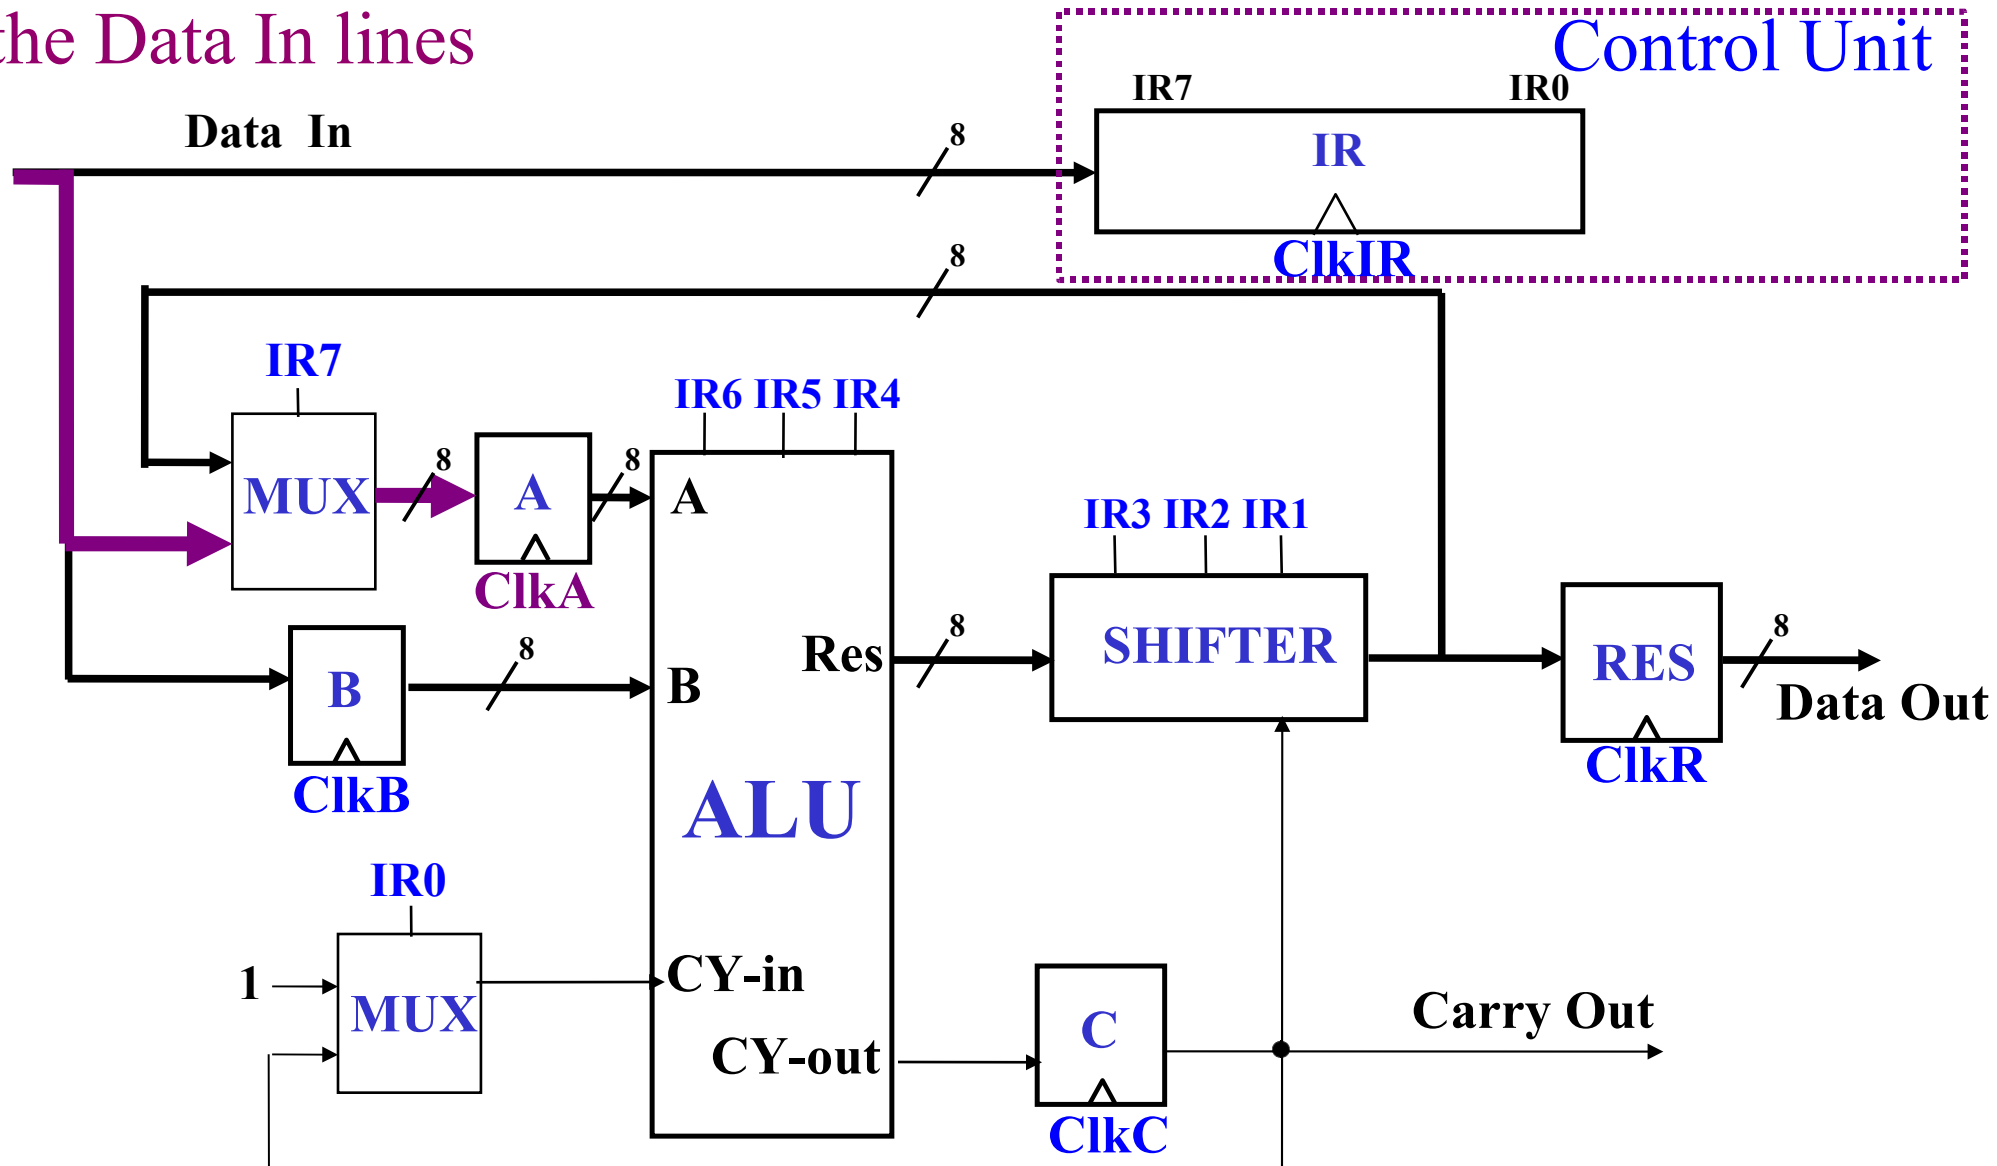 the Data In lines
Control Unit
IR7 IR0
Data In
8
IR
ClkIR
8
IR7
IR6 IR5 IR4
8
8
MUX
A
A
ClkA
IR3 IR2 IR1
8
8
8
B
B
Res
SHIFTER
RES
Data Out
ClkB
ClkR
ALU
IR0
1
MUX
CY-in
CY-out
C
Carry Out
ClkC